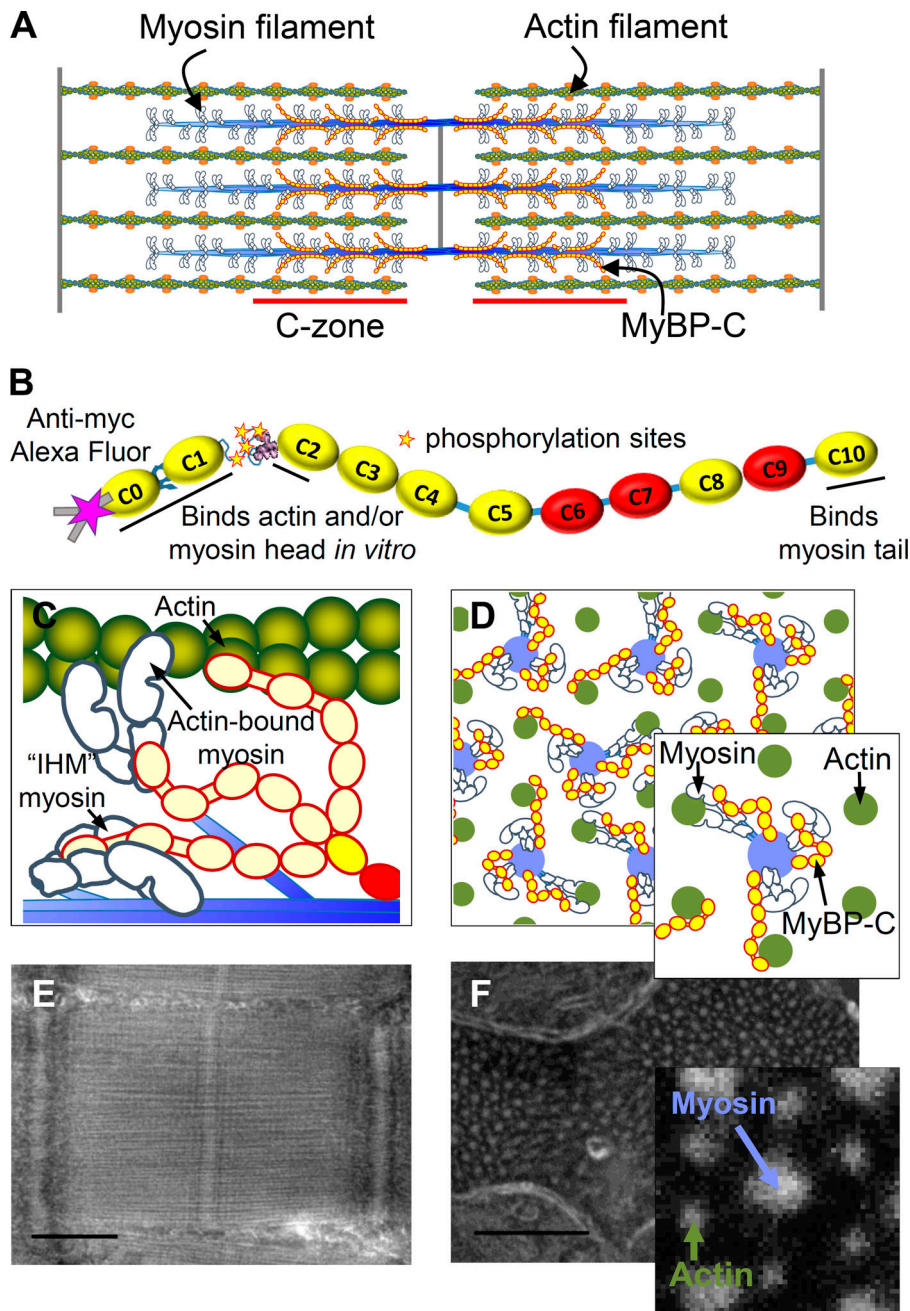 A
Myosin filament
Actin filament
C-zone
MyBP-C
B
Anti-myc
Alexa Fluor
phosphorylation sites
C0
C1
C2
C3
C4
C5
C6
C7
C8
C9
C10
Binds actin and/or
myosin head in vitro
Binds
myosin tail
C
Actin
Actin-bound
myosin
“IHM”
myosin
D
Myosin
Actin
MyBP-C
E
F
Myosin
Actin